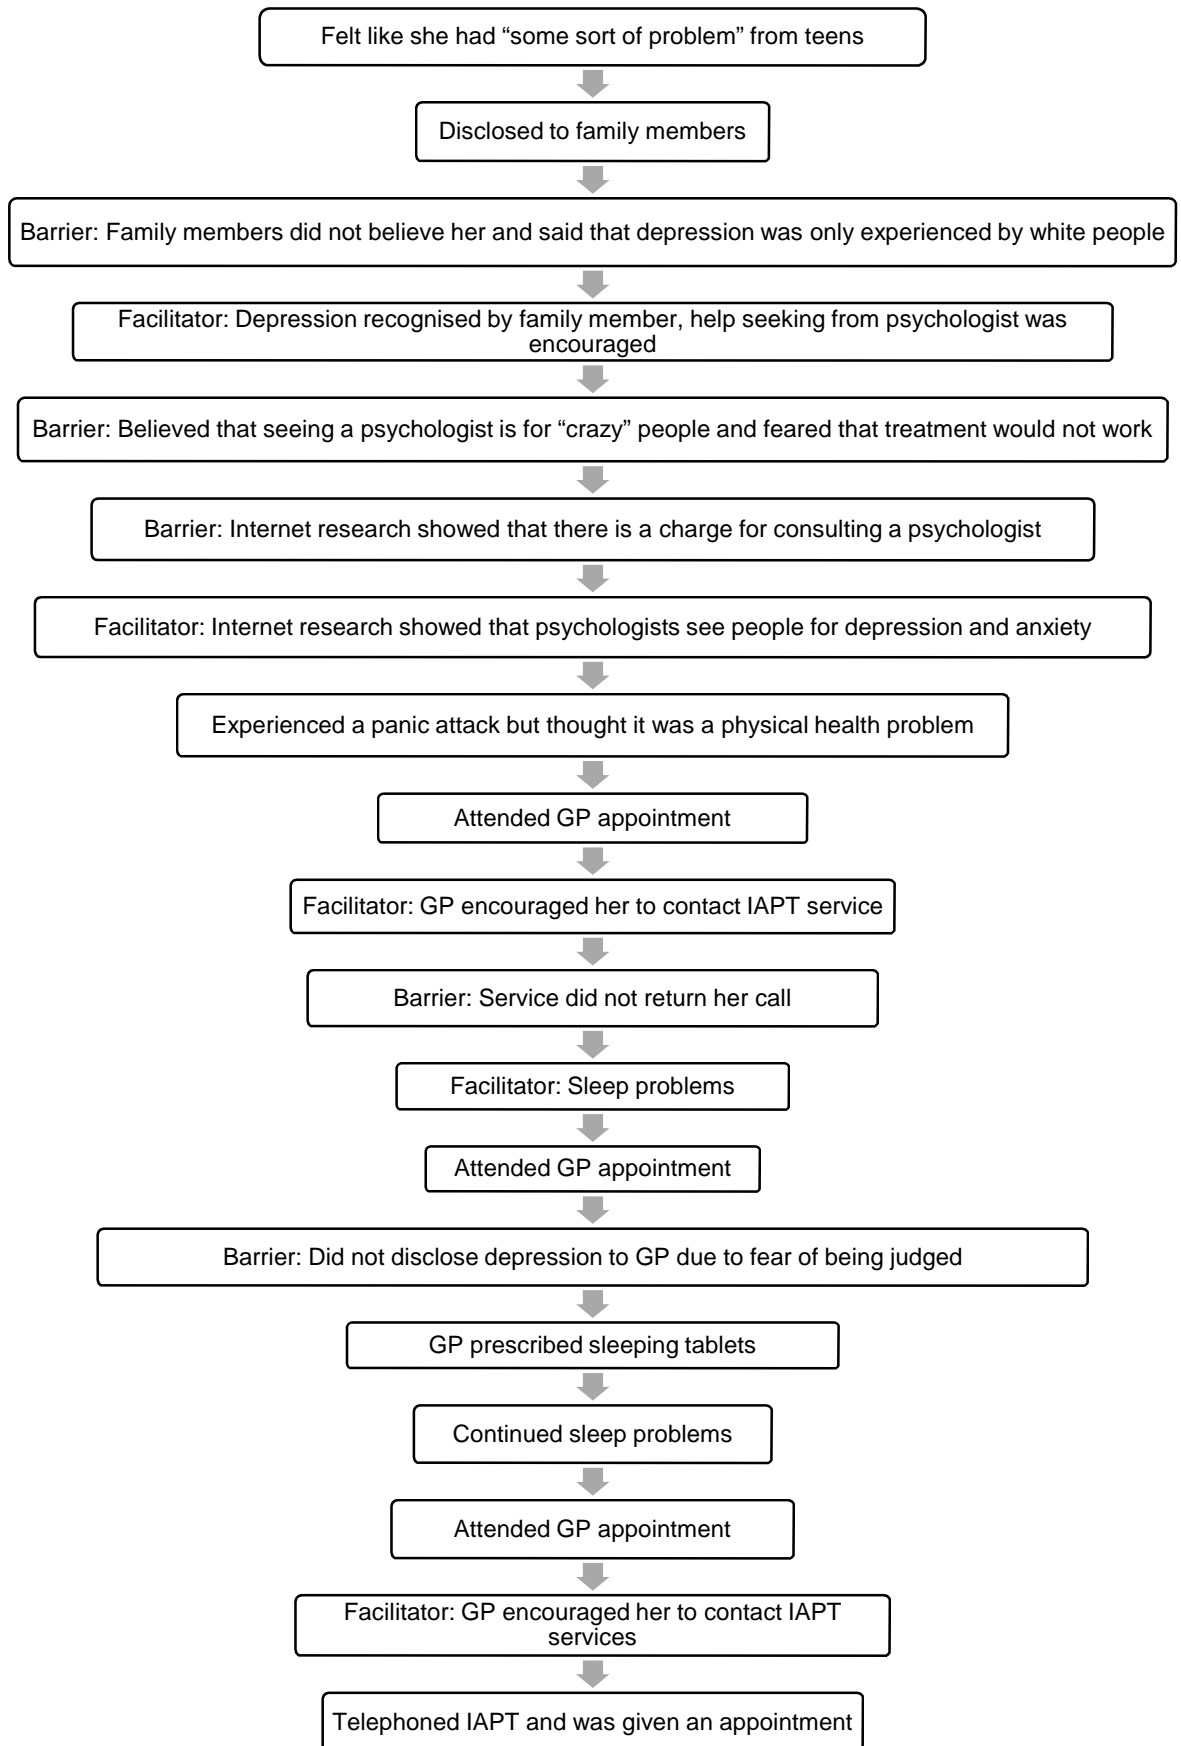 Felt like she had “some sort of problem” from teens
Disclosed to family members
Barrier: Family members did not believe her and said that depression was only experienced by white people
Facilitator: Depression recognised by family member, help seeking from psychologist was
encouraged
Barrier: Believed that seeing a psychologist is for “crazy” people and feared that treatment would not work
Barrier: Internet research showed that there is a charge for consulting a psychologist
Facilitator: Internet research showed that psychologists see people for depression and anxiety
Experienced a panic attack but thought it was a physical health problem
Attended GP appointment
Facilitator: GP encouraged her to contact IAPT service
Barrier: Service did not return her call
Facilitator: Sleep problems
Attended GP appointment
Barrier: Did not disclose depression to GP due to fear of being judged
GP prescribed sleeping tablets
Continued sleep problems
Attended GP appointment
Facilitator: GP encouraged her to contact IAPT
services
Telephoned IAPT and was given an appointment